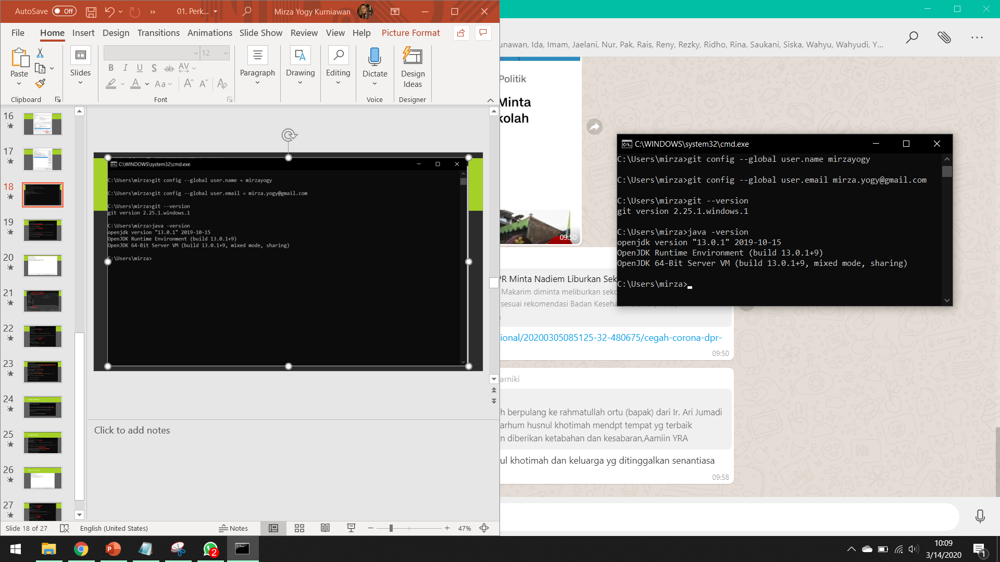 AutoSave Off 01. Perk... Mirza Yogy Kurniawan
File Home Insert Design Transitions Animations Slide Show Review View Help Picture Format
12
Paste Slides Paragraph Drawing Editing Dictate Design Ideas
B I U S ab AV
A Aa A A A
Clipboard Font Voice Designer
16
17
18
19
20
21
22
23
24
25
26
27
C:\WINDOWS\system32\cmd.exe
C:\Users\mirza>git config --global user.name = mirzayogy
C:\Users\mirza>git config --global user.email = mirza.yogy@gmail.com
C:\Users\mirza>git --version
git version 2.25.1.windows.1
C:\Users\mirza>java -version
openjdk version "13.0.1" 2019-10-15
OpenJDK Runtime Environment (build 13.0.1+9)
OpenJDK 64-Bit Server VM (build 13.0.1+9, mixed mode, sharing)
C:\Users\mirza>
Click to add notes
Slide 18 of 27 English (United States) Notes 47%
unawan, Ida, Imam, Jaelani, Nur, Pak, Rais, Reny, Rezky, Ridho, Rina, Saukani, Siska, Wahyu, Wahyudi, Y...
Politik
Minta
kolah
09:50
PR Minta Nadiem Liburkan Sek
Makarim diminta meliburkan seko
sesuai rekomendasi Badan Keseha
ional/20200305085125-32-480675/cegah-corona-dpr-
09:50
arniki
h berpulang ke rahmatullah ortu (bapak) dari Ir. Ari Jumadi
arhum husnul khotimah mendpt tempat yg terbaik
n diberikan ketabahan dan kesabaran,Aamiin YRA
ul khotimah dan keluarga yg ditinggalkan senantiasa
09:58
C:\WINDOWS\system32\cmd.exe
C:\Users\mirza>git config --global user.name mirzayogy
C:\Users\mirza>git config --global user.email mirza.yogy@gmail.com
C:\Users\mirza>git --version
git version 2.25.1.windows.1
C:\Users\mirza>java -version
openjdk version "13.0.1" 2019-10-15
OpenJDK Runtime Environment (build 13.0.1+9)
OpenJDK 64-Bit Server VM (build 13.0.1+9, mixed mode, sharing)
C:\Users\mirza>
2
10:09
3/14/2020
1